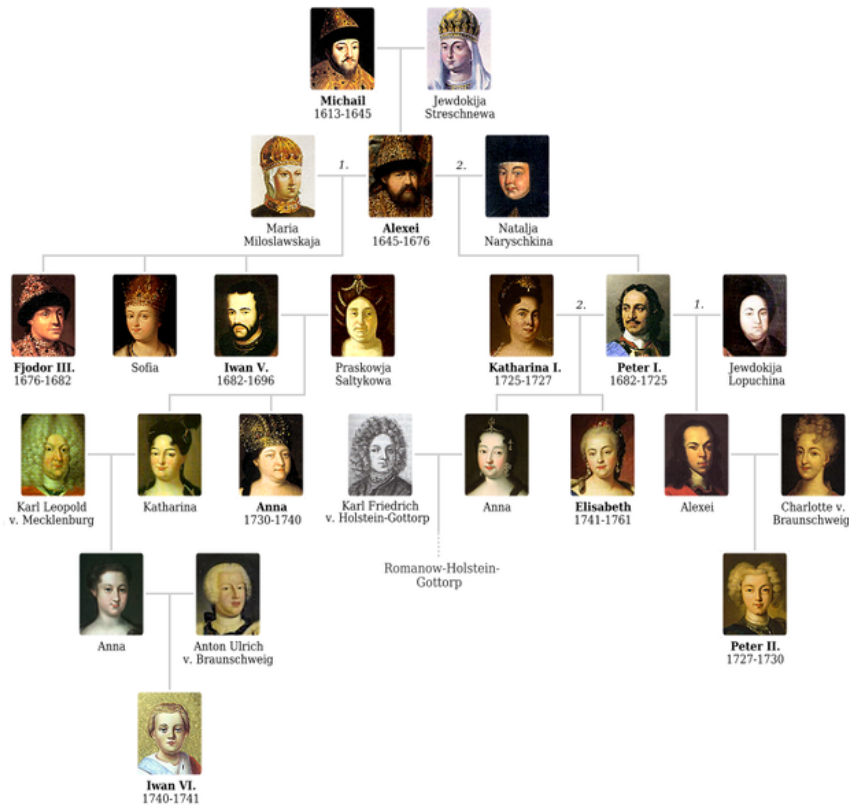 Michail
1613-1645
Jewdokija
Streschnewa
1.
2.
Maria
Miloslawskaja
Alexei
1645-1676
Natalja
Naryschkina
2.
1.
Fjodor III.
1676-1682
Sofia
Iwan V.
1682-1696
Praskowja
Saltykowa
Katharina I.
1725-1727
Peter I.
1682-1725
Jewdokija
Lopuchina
Karl Leopold
v. Mecklenburg
Katharina
Anna
1730-1740
Karl Friedrich
v. Holstein-Gottorp
Anna
Elisabeth
1741-1761
Alexei
Charlotte v.
Braunschweig
Romanow-Holstein-
Gottorp
Anna
Anton Ulrich
v. Braunschweig
Peter II.
1727-1730
Iwan VI.
1740-1741